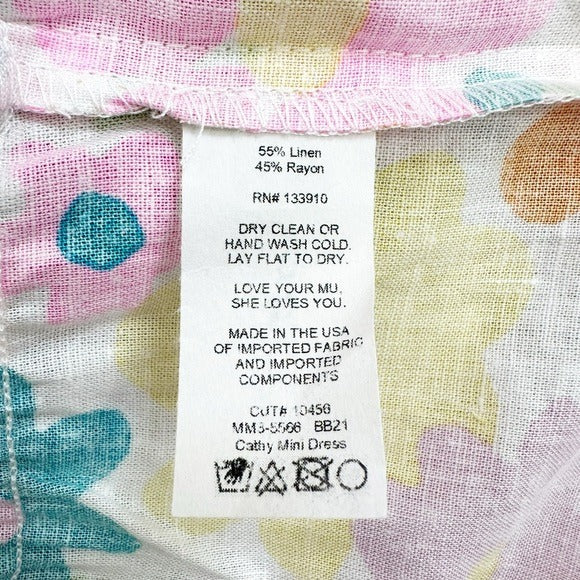 55% Linen
45% Rayon
RN# 133910
DRY CLEAN OR
HAND WASH COLD.
LAY FLAT TO DRY.
LOVE YOUR MU,
SHE LOVES YOU.
MADE IN THE USA
OF IMPORTED FABRIC
AND IMPORTED
COMPONENTS
CUT# 10456
MM3-5566 BB21
Cathy Mini Dress